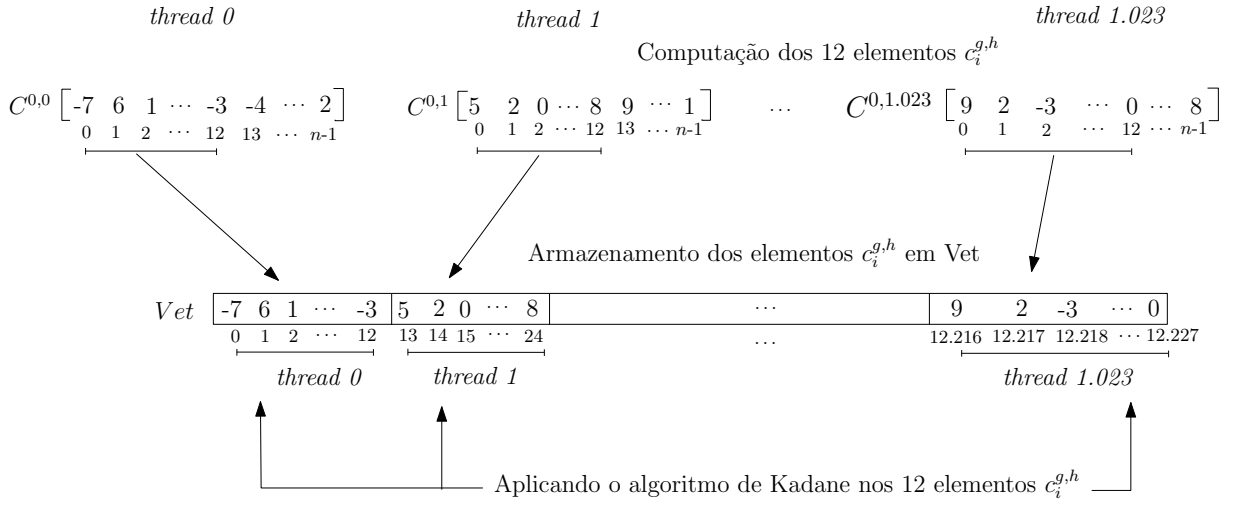 thread 0 thread 1 thread 1.023
Computação dos 12 elementos c_i^{g,h}
C^{0,0} [-7 6 1 ⋯ -3 -4 ⋯ 2] C^{0,1} [5 2 0 ⋯ 8 9 ⋯ 1] ⋯ C^{0,1.023} [9 2 -3 ⋯ 0 ⋯ 8]
0 1 2 ⋯ 12 13 ⋯ n-1 0 1 2 ⋯ 12 13 ⋯ n-1 0 1 2 ⋯ 12 ⋯ n-1
Armazenamento dos elementos c_i^{g,h} em Vet
Vet -7 6 1 ⋯ -3 5 2 0 ⋯ 8 ⋯ 9 2 -3 ⋯ 0
0 1 2 ⋯ 12 13 14 15 ⋯ 24 ⋯ 12.216 12.217 12.218 ⋯ 12.227
thread 0 thread 1 thread 1.023
Aplicando o algoritmo de Kadane nos 12 elementos c_i^{g,h}